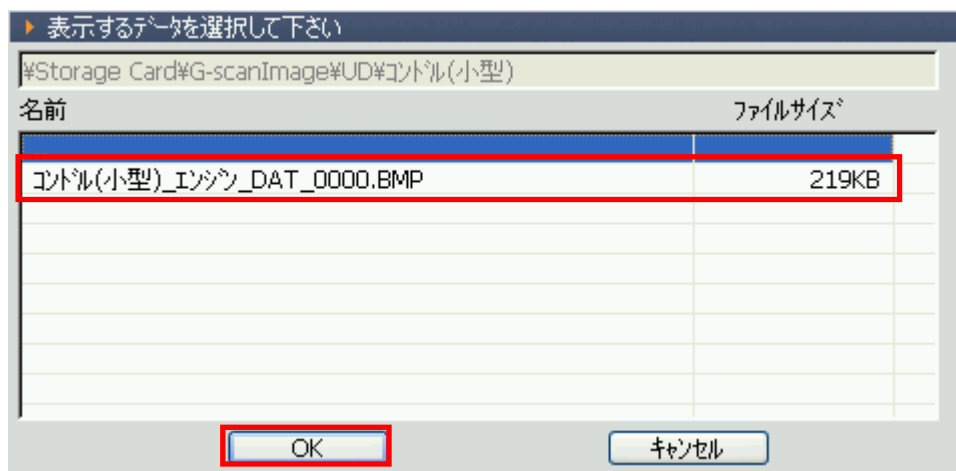 表示するﾃﾞｰﾀを選択して下さい
¥Storage Card¥G-scanImage¥UD¥ｺﾝﾄﾞﾙ(小型)
名前 ﾌｧｲﾙｻｲｽﾞ
..
ｺﾝﾄﾞﾙ(小型)_ｴﾝｼﾞﾝ_DAT_0000.BMP 219KB
OK ｷｬﾝｾﾙ